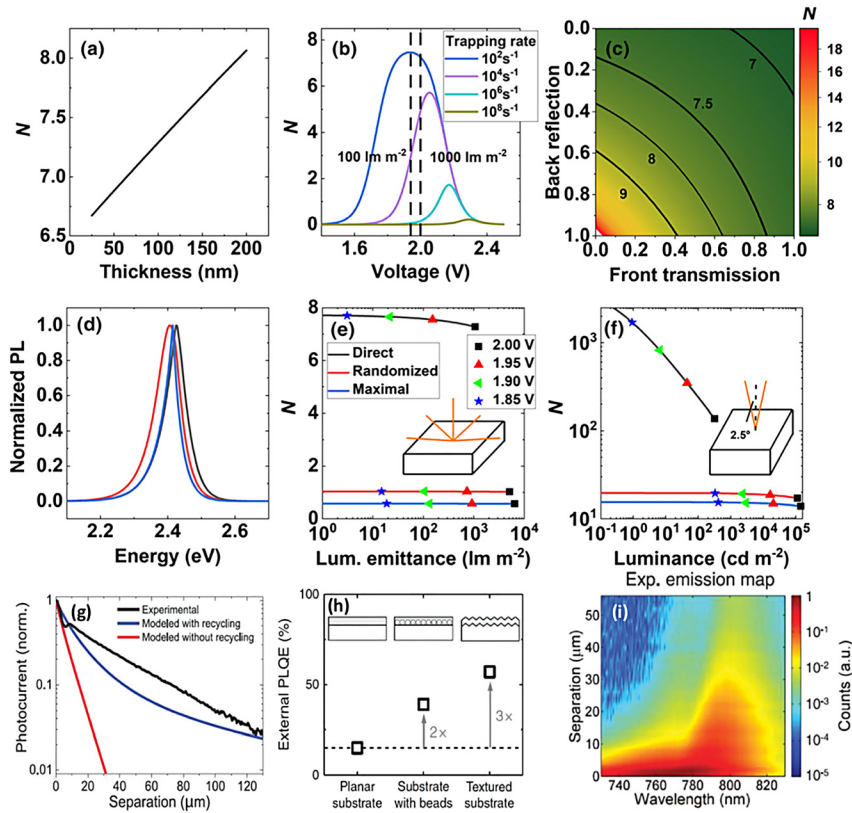 (a)
8.0
7.5
7.0
6.5
N
0 50 100 150 200
Thickness (nm)
(b)
Trapping rate
10²s⁻¹
10⁴s⁻¹
10⁶s⁻¹
10⁸s⁻¹
100 lm m⁻²
1000 lm m⁻²
8
6
4
2
0
N
1.6 2.0 2.4
Voltage (V)
(c)
0.0
0.2
0.4
0.6
0.8
1.0
Back reflection
7
7.5
8
9
0.0 0.2 0.4 0.6 0.8 1.0
Front transmission
N
18
16
14
12
10
8
(d)
1.0
0.8
0.6
0.4
0.2
0.0
Normalized PL
2.2 2.4 2.6
Energy (eV)
(e)
Direct
Randomized
Maximal
2.00 V
1.95 V
1.90 V
1.85 V
8
6
4
2
0
N
10⁰ 10¹ 10² 10³ 10⁴
Lum. emittance (lm m⁻²)
(f)
2.5°
10³
10²
10¹
N
10⁻¹ 10⁰ 10¹ 10² 10³ 10⁴ 10⁵
Luminance (cd m⁻²)
(g)
Experimental
Modeled with recycling
Modeled without recycling
1
0.1
0.01
Photocurrent (norm.)
0 20 40 60 80 100 120
Separation (µm)
(h)
100
50
0
External PLQE (%)
2×
3×
Planar substrate
Substrate with beads
Textured substrate
Exp. emission map
(i)
50
40
30
20
10
0
Separation (µm)
740 760 780 800 820
Wavelength (nm)
1
10⁻¹
10⁻²
10⁻³
10⁻⁴
10⁻⁵
Counts (a.u.)